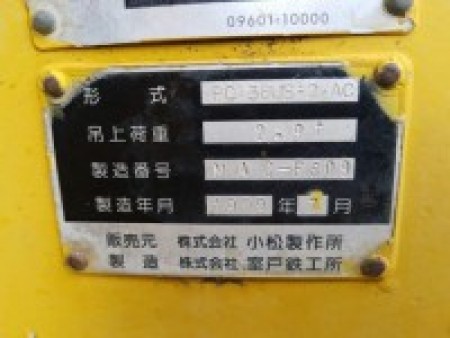 09601-10000
形式 PC138US-2-AC
吊上荷重
製造番号
製造年月 年 月
販売元 株式会社 小松製作所
製造 株式会社 室戸鉄工所